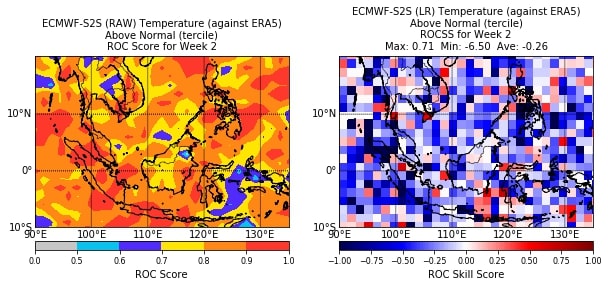 ECMWF-S2S (RAW) Temperature (against ERA5)
Above Normal (tercile)
ROC Score for Week 2
10°N
0°
10°S
90°E 100°E 110°E 120°E 130°E
0.0 0.5 0.6 0.7 0.8 0.9 1.0
ROC Score
ECMWF-S2S (LR) Temperature (against ERA5)
Above Normal (tercile)
ROCSS for Week 2
Max: 0.71 Min: -6.50 Ave: -0.26
10°N
0°
10°S
90°E 100°E 110°E 120°E 130°E
−1.00 −0.75 −0.50 −0.25 0.00 0.25 0.50 0.75 1.00
ROC Skill Score